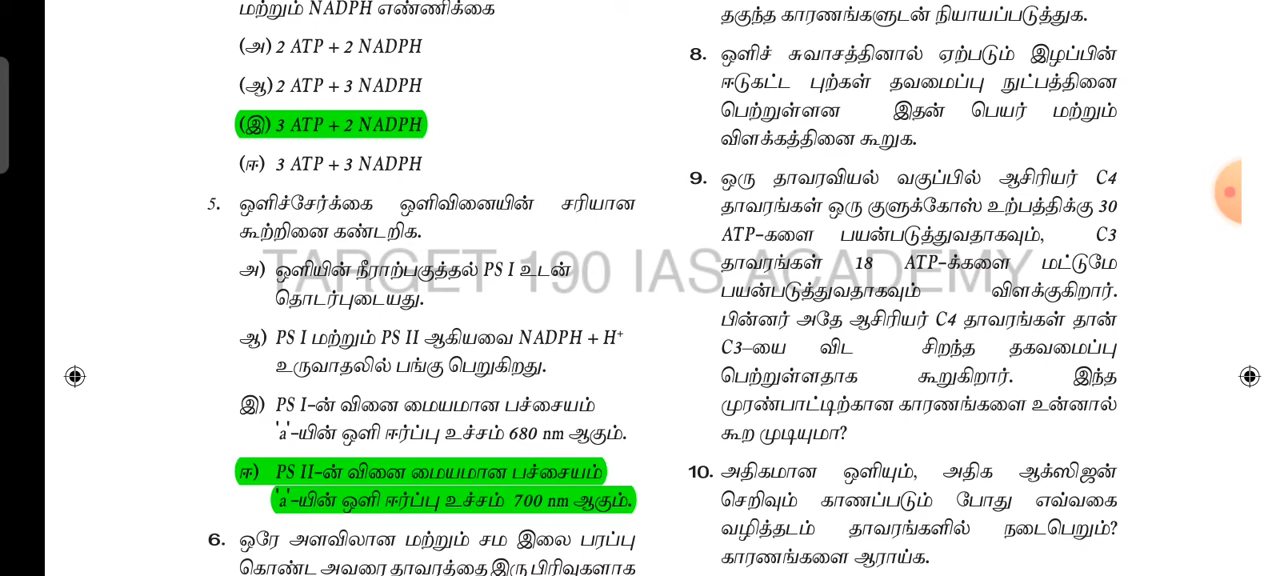 மற்றும் NADPH எண்ணிக்கை
(அ) 2 ATP + 2 NADPH
(ஆ) 2 ATP + 3 NADPH
(இ) 3 ATP + 2 NADPH
(ஈ) 3 ATP + 3 NADPH
5. ஒளிச்சேர்க்கை ஒளிவினையின் சரியான
கூற்றினை கண்டறிக.
அ) ஒளியின் நீராற்பகுத்தல் PS I உடன்
தொடர்புடையது.
ஆ) PS I மற்றும் PS II ஆகியவை NADPH + H⁺
உருவாதலில் பங்கு பெறுகிறது.
இ) PS I–ன் வினை மையமான பச்சையம்
'a'-யின் ஒளி ஈர்ப்பு உச்சம் 680 nm ஆகும்.
ஈ) PS II–ன் வினை மையமான பச்சையம்
'a'-யின் ஒளி ஈர்ப்பு உச்சம் 700 nm ஆகும்.
6. ஒரே அளவிலான மற்றும் சம இலை பரப்பு
கொண்ட அவரை தாவரத்தை இரு பிரிவுகளாக
தகுந்த காரணங்களுடன் நியாயப்படுத்துக.
8. ஒளிச் சுவாசத்தினால் ஏற்படும் இழப்பின்
ஈடுகட்ட புற்கள் தவமைப்பு நுட்பத்தினை
பெற்றுள்ளன இதன் பெயர் மற்றும்
விளக்கத்தினை கூறுக.
9. ஒரு தாவரவியல் வகுப்பில் ஆசிரியர் C4
தாவரங்கள் ஒரு குளுக்கோஸ் உற்பத்திக்கு 30
ATP-களை பயன்படுத்துவதாகவும், C3
தாவரங்கள் 18 ATP–க்களை மட்டுமே
பயன்படுத்துவதாகவும் விளக்குகிறார்.
பின்னர் அதே ஆசிரியர் C4 தாவரங்கள் தான்
C3–யை விட சிறந்த தகவமைப்பு
பெற்றுள்ளதாக கூறுகிறார். இந்த
முரண்பாட்டிற்கான காரணங்களை உன்னால்
கூற முடியுமா?
10. அதிகமான ஒளியும், அதிக ஆக்ஸிஜன்
செறிவும் காணப்படும் போது எவ்வகை
வழித்தடம் தாவரங்களில் நடைபெறும்?
காரணங்களை ஆராய்க.
TARGET 190 IAS ACADEMY